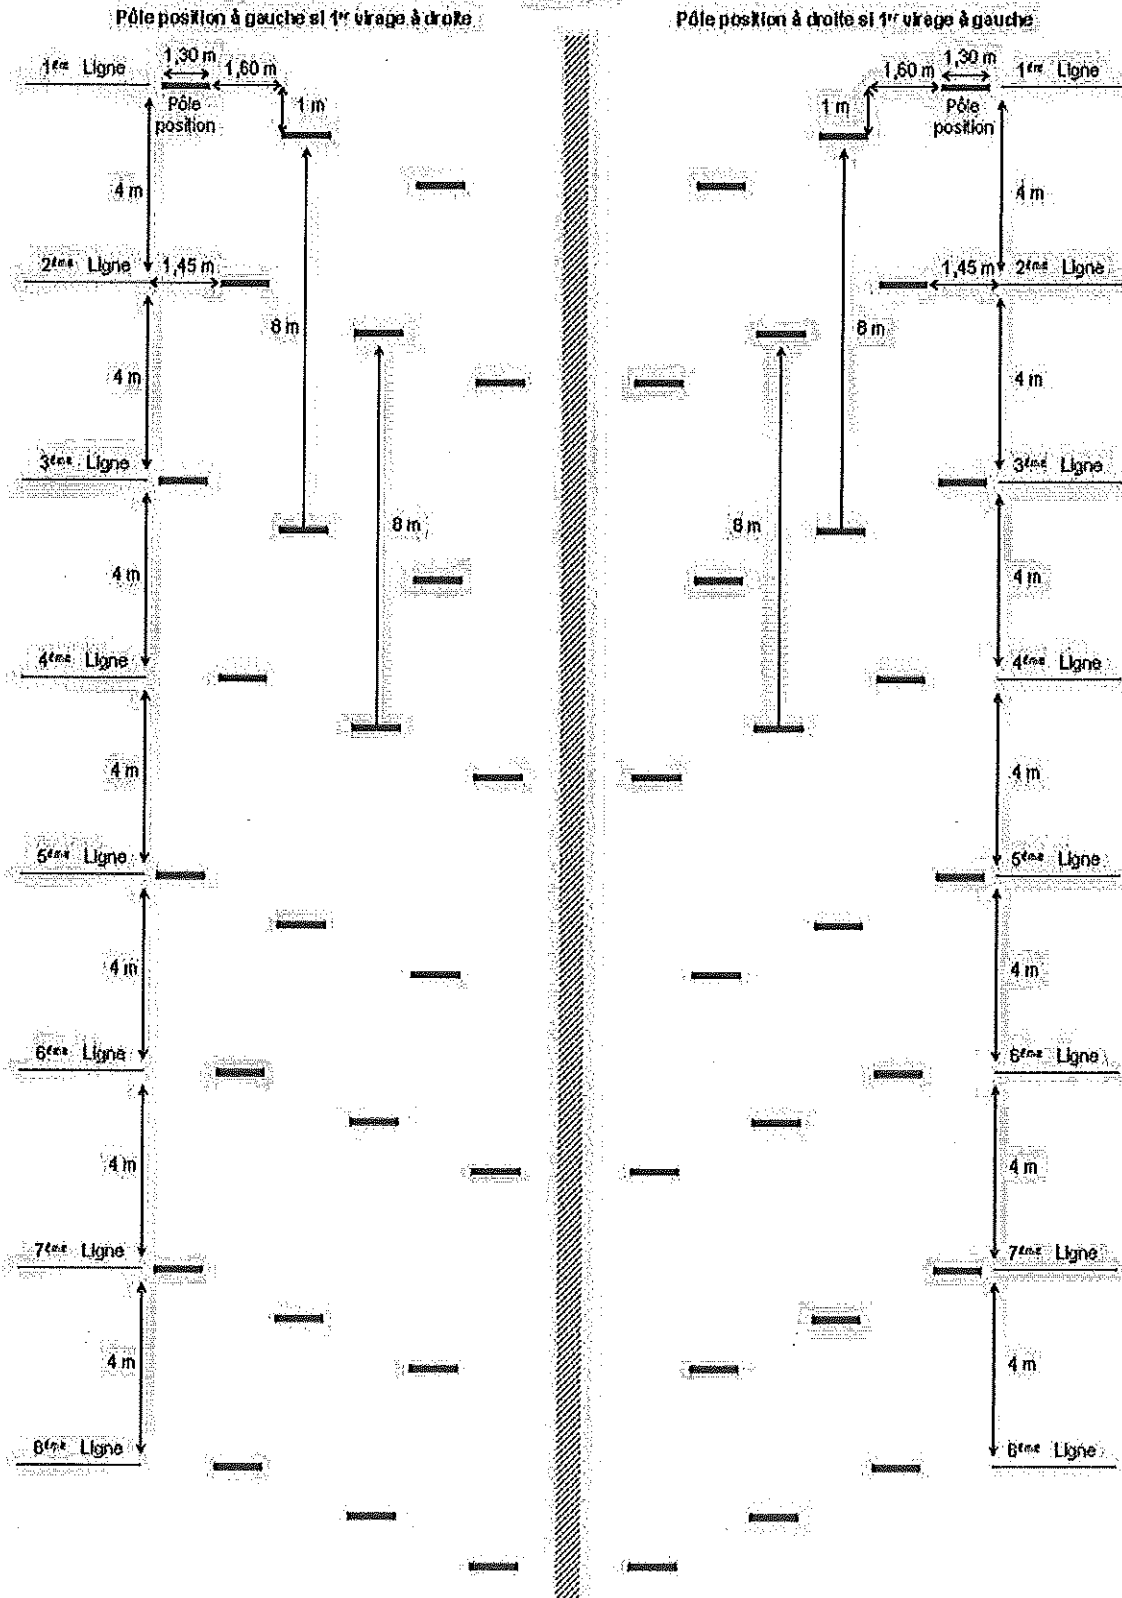 Pôle position à gauche si 1er virage à droite
1,30 m
1ère Ligne
1,60 m
Pôle
position
1 m
4 m
2ème Ligne
1,45 m
8 m
4 m
3ème Ligne
8 m
4 m
4ème Ligne
4 m
5ème Ligne
4 m
6ème Ligne
4 m
7ème Ligne
4 m
8ème Ligne
Pôle position à droite si 1er virage à gauche
1,30 m
1,60 m
1ère Ligne
1 m
Pôle
position
4 m
1,45 m
2ème Ligne
8 m
4 m
3ème Ligne
8 m
4 m
4ème Ligne
4 m
5ème Ligne
4 m
6ème Ligne
4 m
7ème Ligne
4 m
8ème Ligne